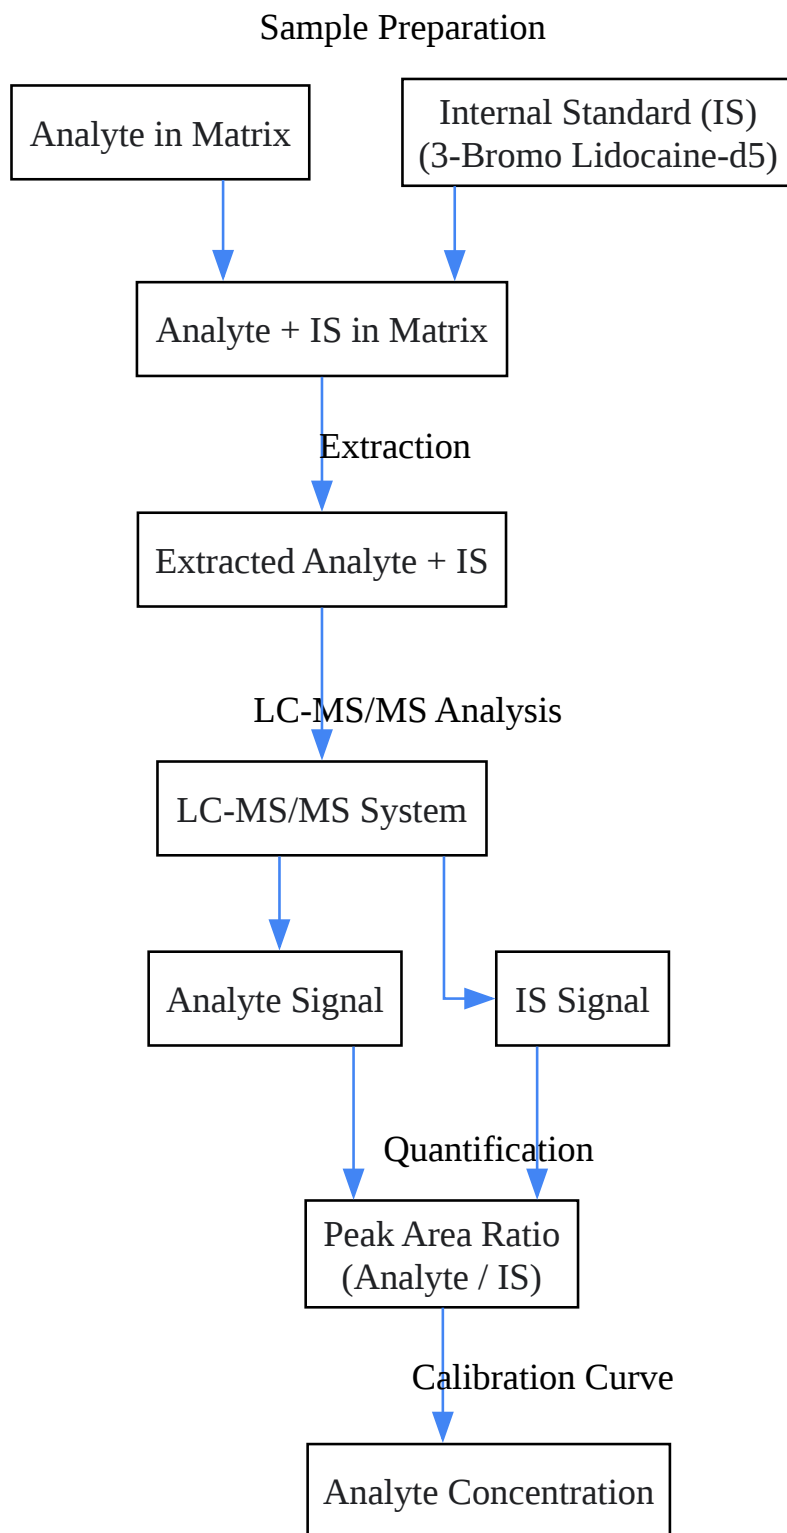 Sample Preparation
Analyte in Matrix
Internal Standard (IS)
(3-Bromo Lidocaine-d5)
Analyte + IS in Matrix
Extraction
Extracted Analyte + IS
LC-MS/MS Analysis
LC-MS/MS System
Analyte Signal
IS Signal
Quantification
Peak Area Ratio
(Analyte / IS)
Calibration Curve
Analyte Concentration